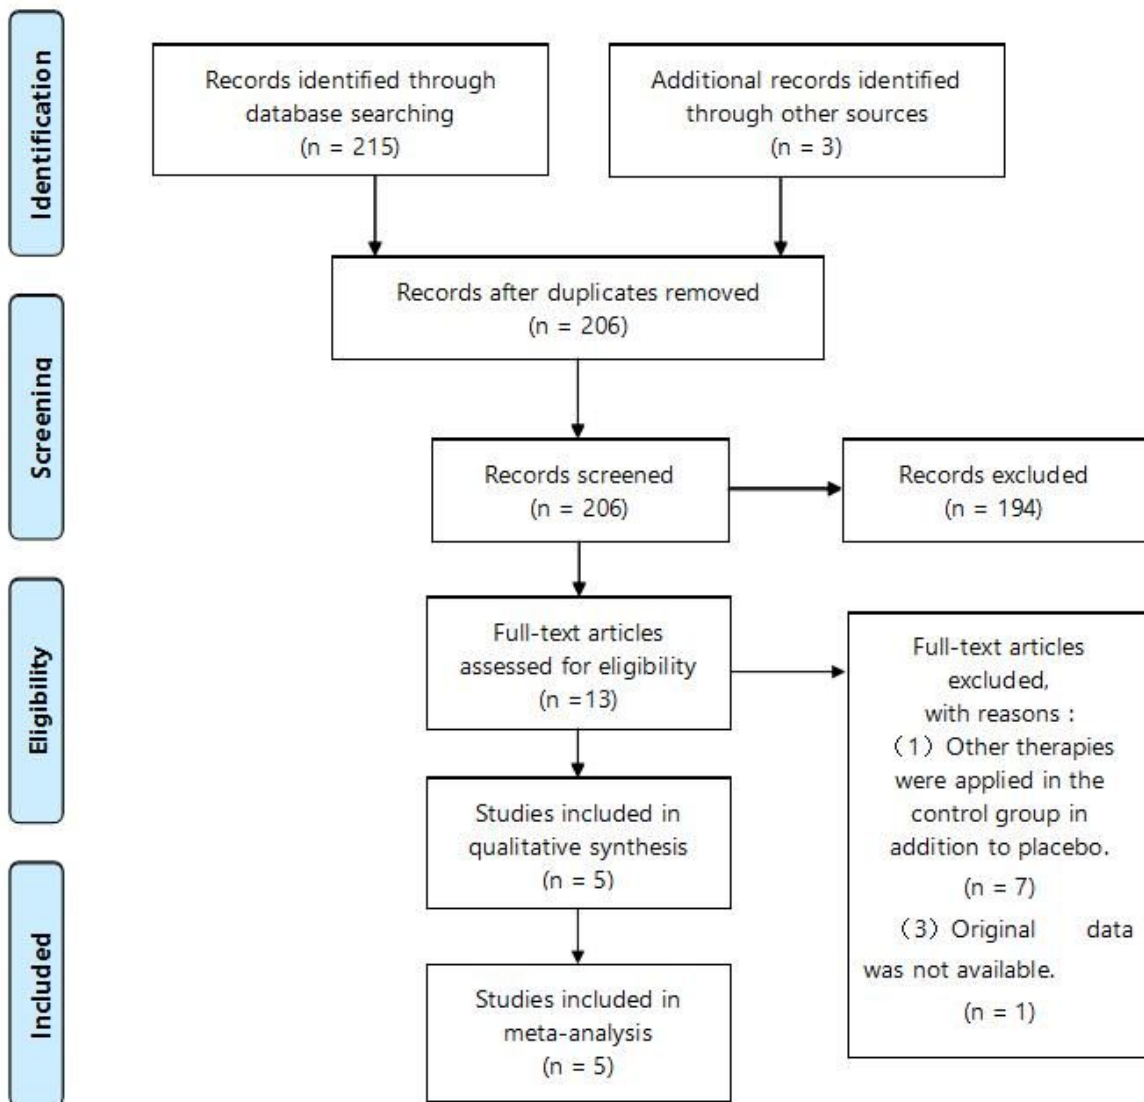 Identification
Records identified through
database searching
(n = 215)
Additional records identified
through other sources
(n = 3)
Records after duplicates removed
(n = 206)
Screening
Records screened
(n = 206)
Records excluded
(n = 194)
Eligibility
Full-text articles
assessed for eligibility
(n =13)
Full-text articles
excluded,
with reasons :
（1）Other therapies
were applied in the
control group in
addition to placebo.
(n = 7)
（3）Original data
was not available.
(n = 1)
Studies included in
qualitative synthesis
(n = 5)
Included
Studies included in
meta-analysis
(n = 5)